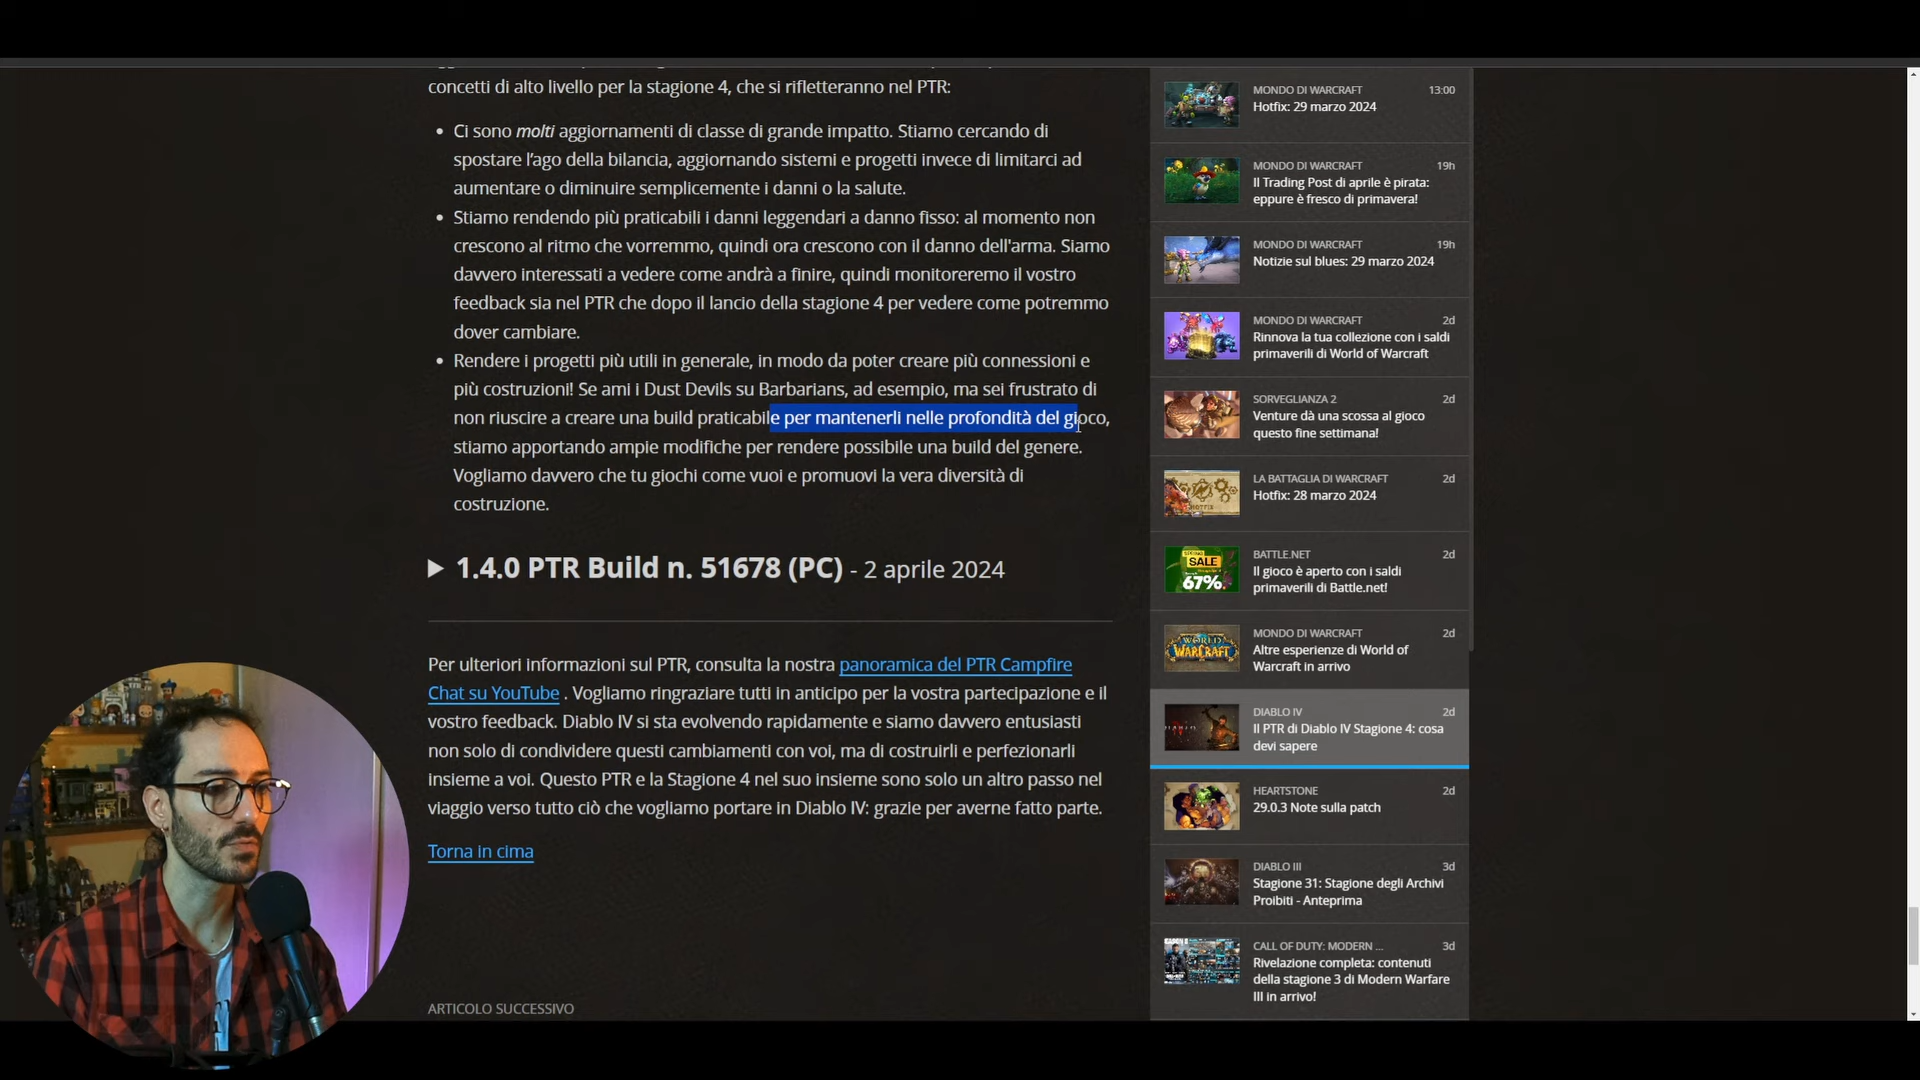 concetti di alto livello per la stagione 4, che si rifletteranno nel PTR:
Ci sono molti aggiornamenti di classe di grande impatto. Stiamo cercando di
spostare l'ago della bilancia, aggiornando sistemi e progetti invece di limitarci ad
aumentare o diminuire semplicemente i danni o la salute.
Stiamo rendendo più praticabili i danni leggendari a danno fisso: al momento non
crescono al ritmo che vorremmo, quindi ora crescono con il danno dell'arma. Siamo
davvero interessati a vedere come andrà a finire, quindi monitoreremo il vostro
feedback sia nel PTR che dopo il lancio della stagione 4 per vedere come potremmo
dover cambiare.
Rendere i progetti più utili in generale, in modo da poter creare più connessioni e
più costruzioni! Se ami i Dust Devils su Barbarians, ad esempio, ma sei frustrato di
non riuscire a creare una build praticabile per mantenerli nelle profondità del gioco,
stiamo apportando ampie modifiche per rendere possibile una build del genere.
Vogliamo davvero che tu giochi come vuoi e promuovi la vera diversità di
costruzione.
1.4.0 PTR Build n. 51678 (PC) - 2 aprile 2024
Per ulteriori informazioni sul PTR, consulta la nostra panoramica del PTR Campfire
Chat su YouTube . Vogliamo ringraziare tutti in anticipo per la vostra partecipazione e il
vostro feedback. Diablo IV si sta evolvendo rapidamente e siamo davvero entusiasti
non solo di condividere questi cambiamenti con voi, ma di costruirli e perfezionarli
insieme a voi. Questo PTR e la Stagione 4 nel suo insieme sono solo un altro passo nel
viaggio verso tutto ciò che vogliamo portare in Diablo IV: grazie per averne fatto parte.
Torna in cima
ARTICOLO SUCCESSIVO
MONDO DI WARCRAFT 13:00
Hotfix: 29 marzo 2024
MONDO DI WARCRAFT 19h
Il Trading Post di aprile è pirata:
eppure è fresco di primavera!
MONDO DI WARCRAFT 19h
Notizie sul blues: 29 marzo 2024
MONDO DI WARCRAFT 2d
Rinnova la tua collezione con i saldi
primaverili di World of Warcraft
SORVEGLIANZA 2 2d
Venture dà una scossa al gioco
questo fine settimana!
LA BATTAGLIA DI WARCRAFT 2d
Hotfix: 28 marzo 2024
HOTFIX
BATTLE.NET 2d
Il gioco è aperto con i saldi
primaverili di Battle.net!
SALE
67%
MONDO DI WARCRAFT 2d
Altre esperienze di World of
Warcraft in arrivo
WORLD
WARCRAFT
DIABLO IV 2d
Il PTR di Diablo IV Stagione 4: cosa
devi sapere
HEARTSTONE 2d
29.0.3 Note sulla patch
DIABLO III 3d
Stagione 31: Stagione degli Archivi
Proibiti - Anteprima
CALL OF DUTY: MODERN ... 3d
Rivelazione completa: contenuti
della stagione 3 di Modern Warfare
III in arrivo!